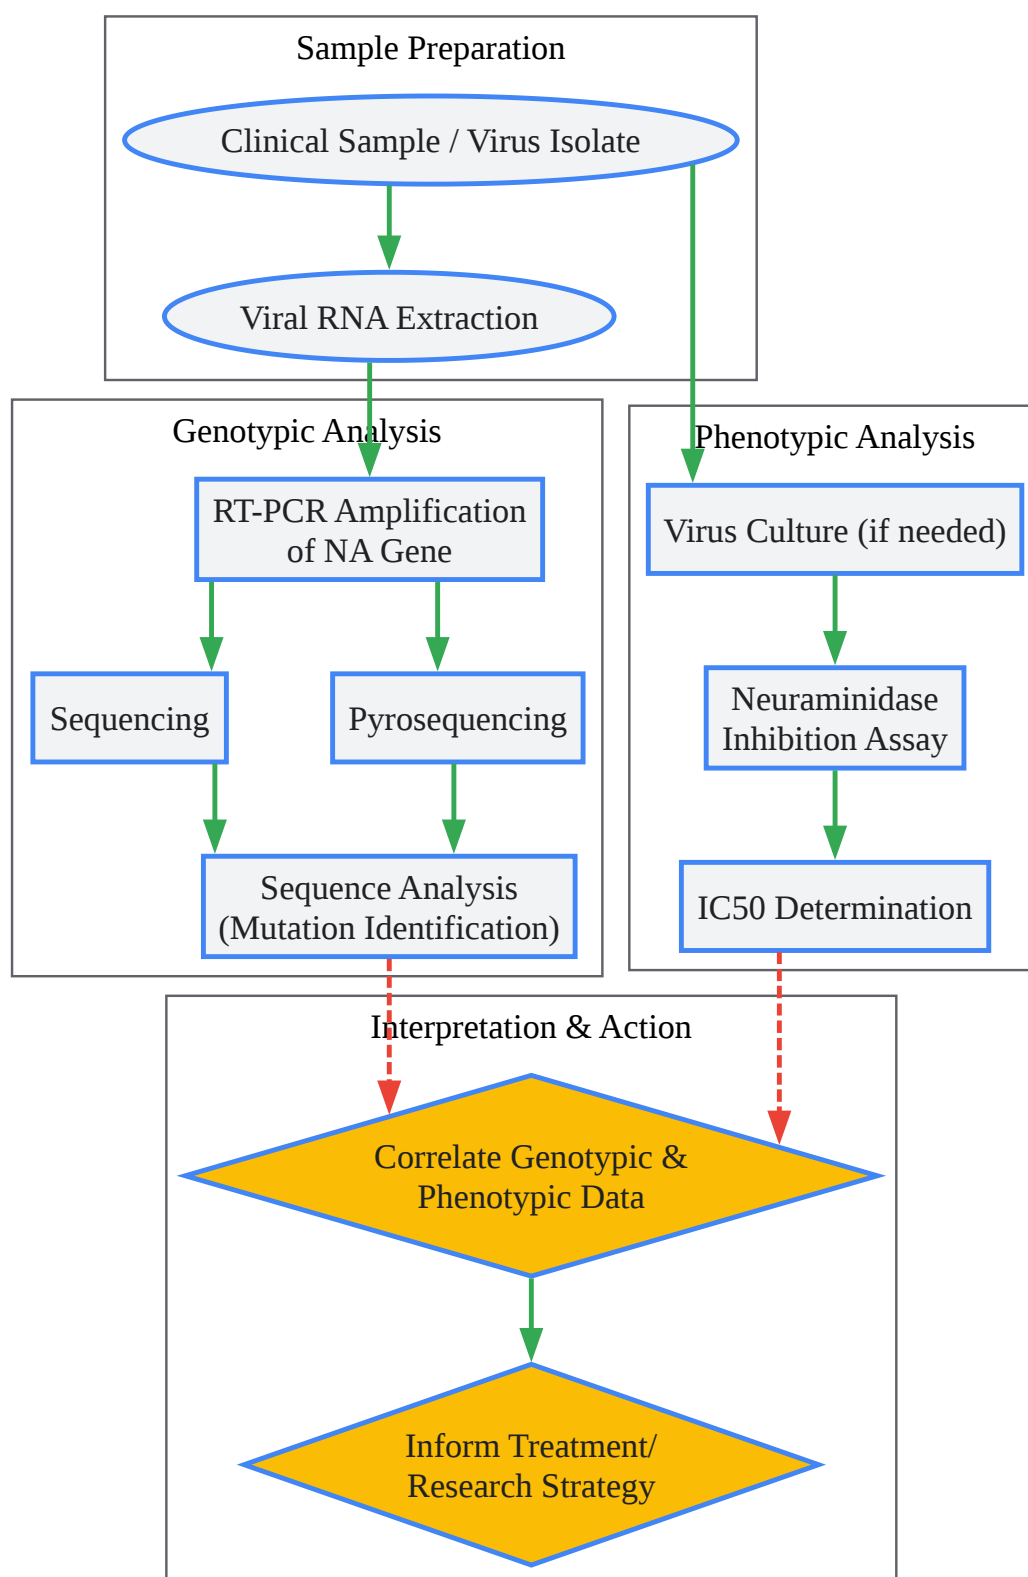 Sample Preparation
Clinical Sample / Virus Isolate
Viral RNA Extraction
Genotypic Analysis
RT-PCR Amplification
of NA Gene
Sequencing
Pyrosequencing
Sequence Analysis
(Mutation Identification)
Phenotypic Analysis
Virus Culture (if needed)
Neuraminidase
Inhibition Assay
IC50 Determination
Interpretation & Action
Correlate Genotypic &
Phenotypic Data
Inform Treatment/
Research Strategy